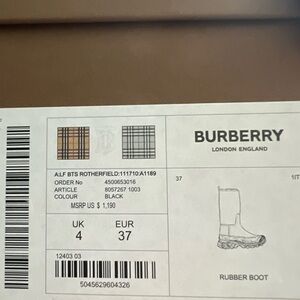 BURBERRY
LONDON ENGLAND
A:LF BTS ROTHERFIELD:111710:A1189
ORDER No 4500653016
ARTICLE 8057267 1003
COLOUR BLACK
MSRP US $ 1,190
UK EUR
4 37
12403 03
5045629604326
37
RUBBER BOOT